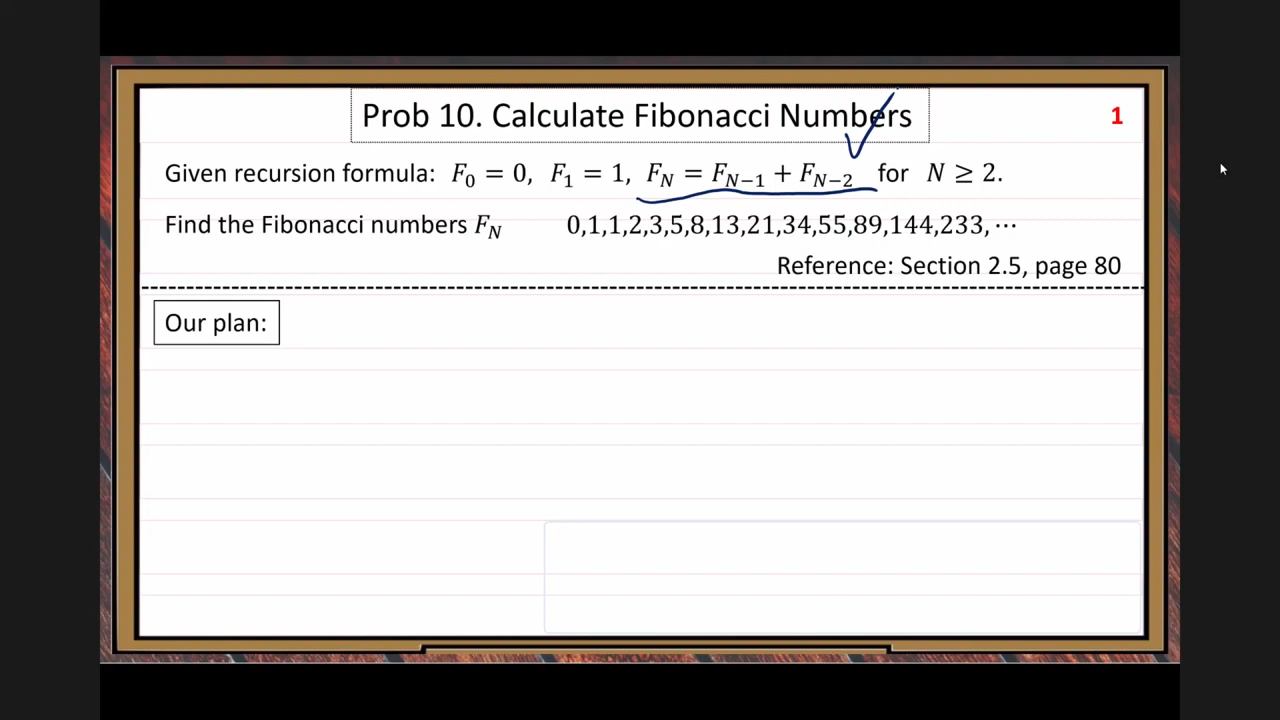 Prob 10. Calculate Fibonacci Numbers
1
Given recursion formula: F₀ = 0, F₁ = 1, F_N = F_{N−1} + F_{N−2} for N ≥ 2.
Find the Fibonacci numbers F_N 0,1,1,2,3,5,8,13,21,34,55,89,144,233, ⋯
Reference: Section 2.5, page 80
Our plan: